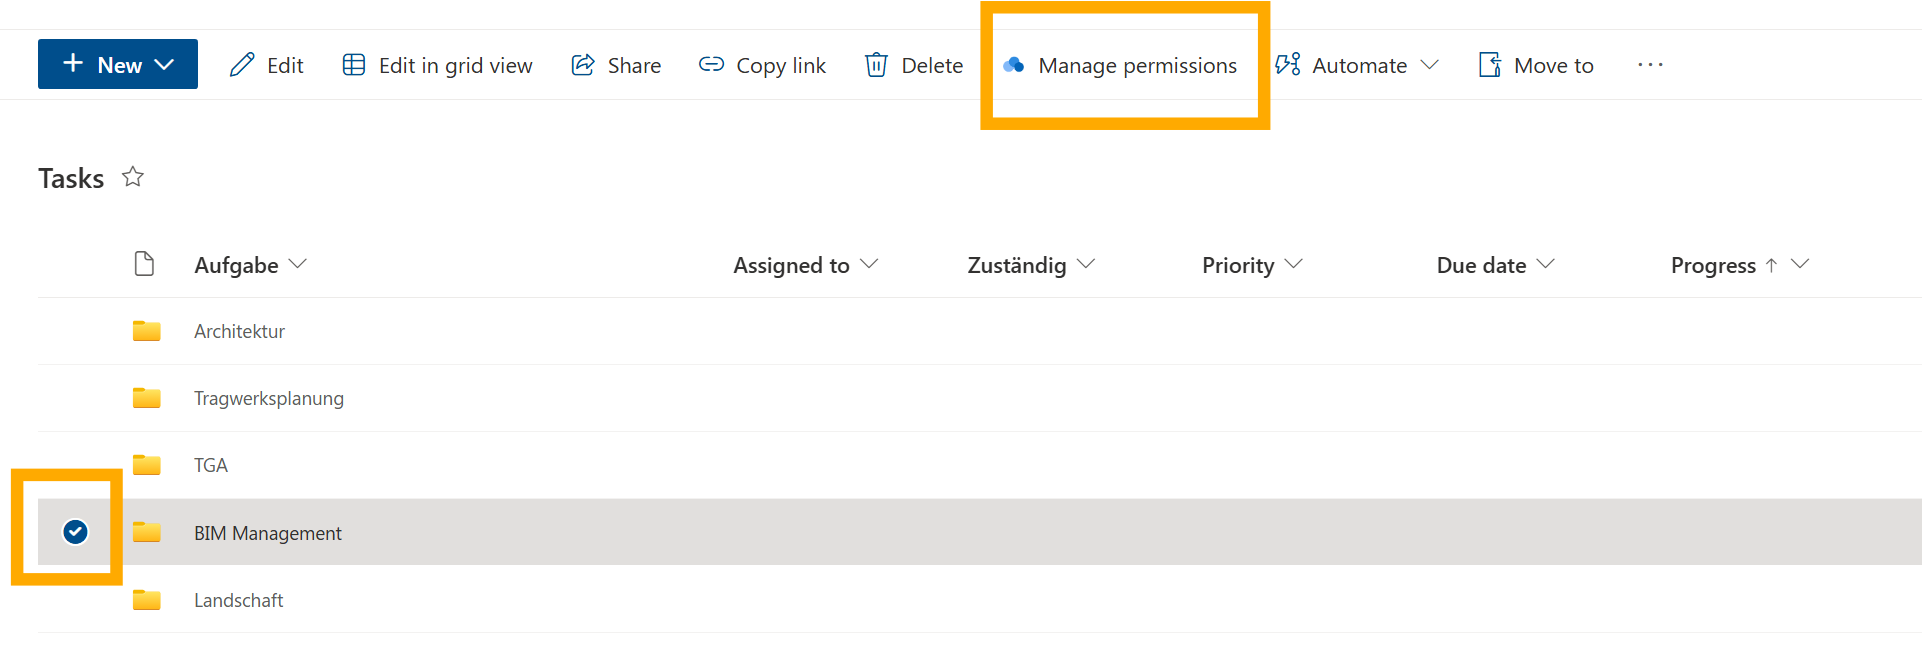 New Edit Edit in grid view Share Copy link Delete Manage permissions Automate Move to ...
Tasks
Aufgabe Assigned to Zuständig Priority Due date Progress
Architektur
Tragwerksplanung
TGA
BIM Management
Landschaft